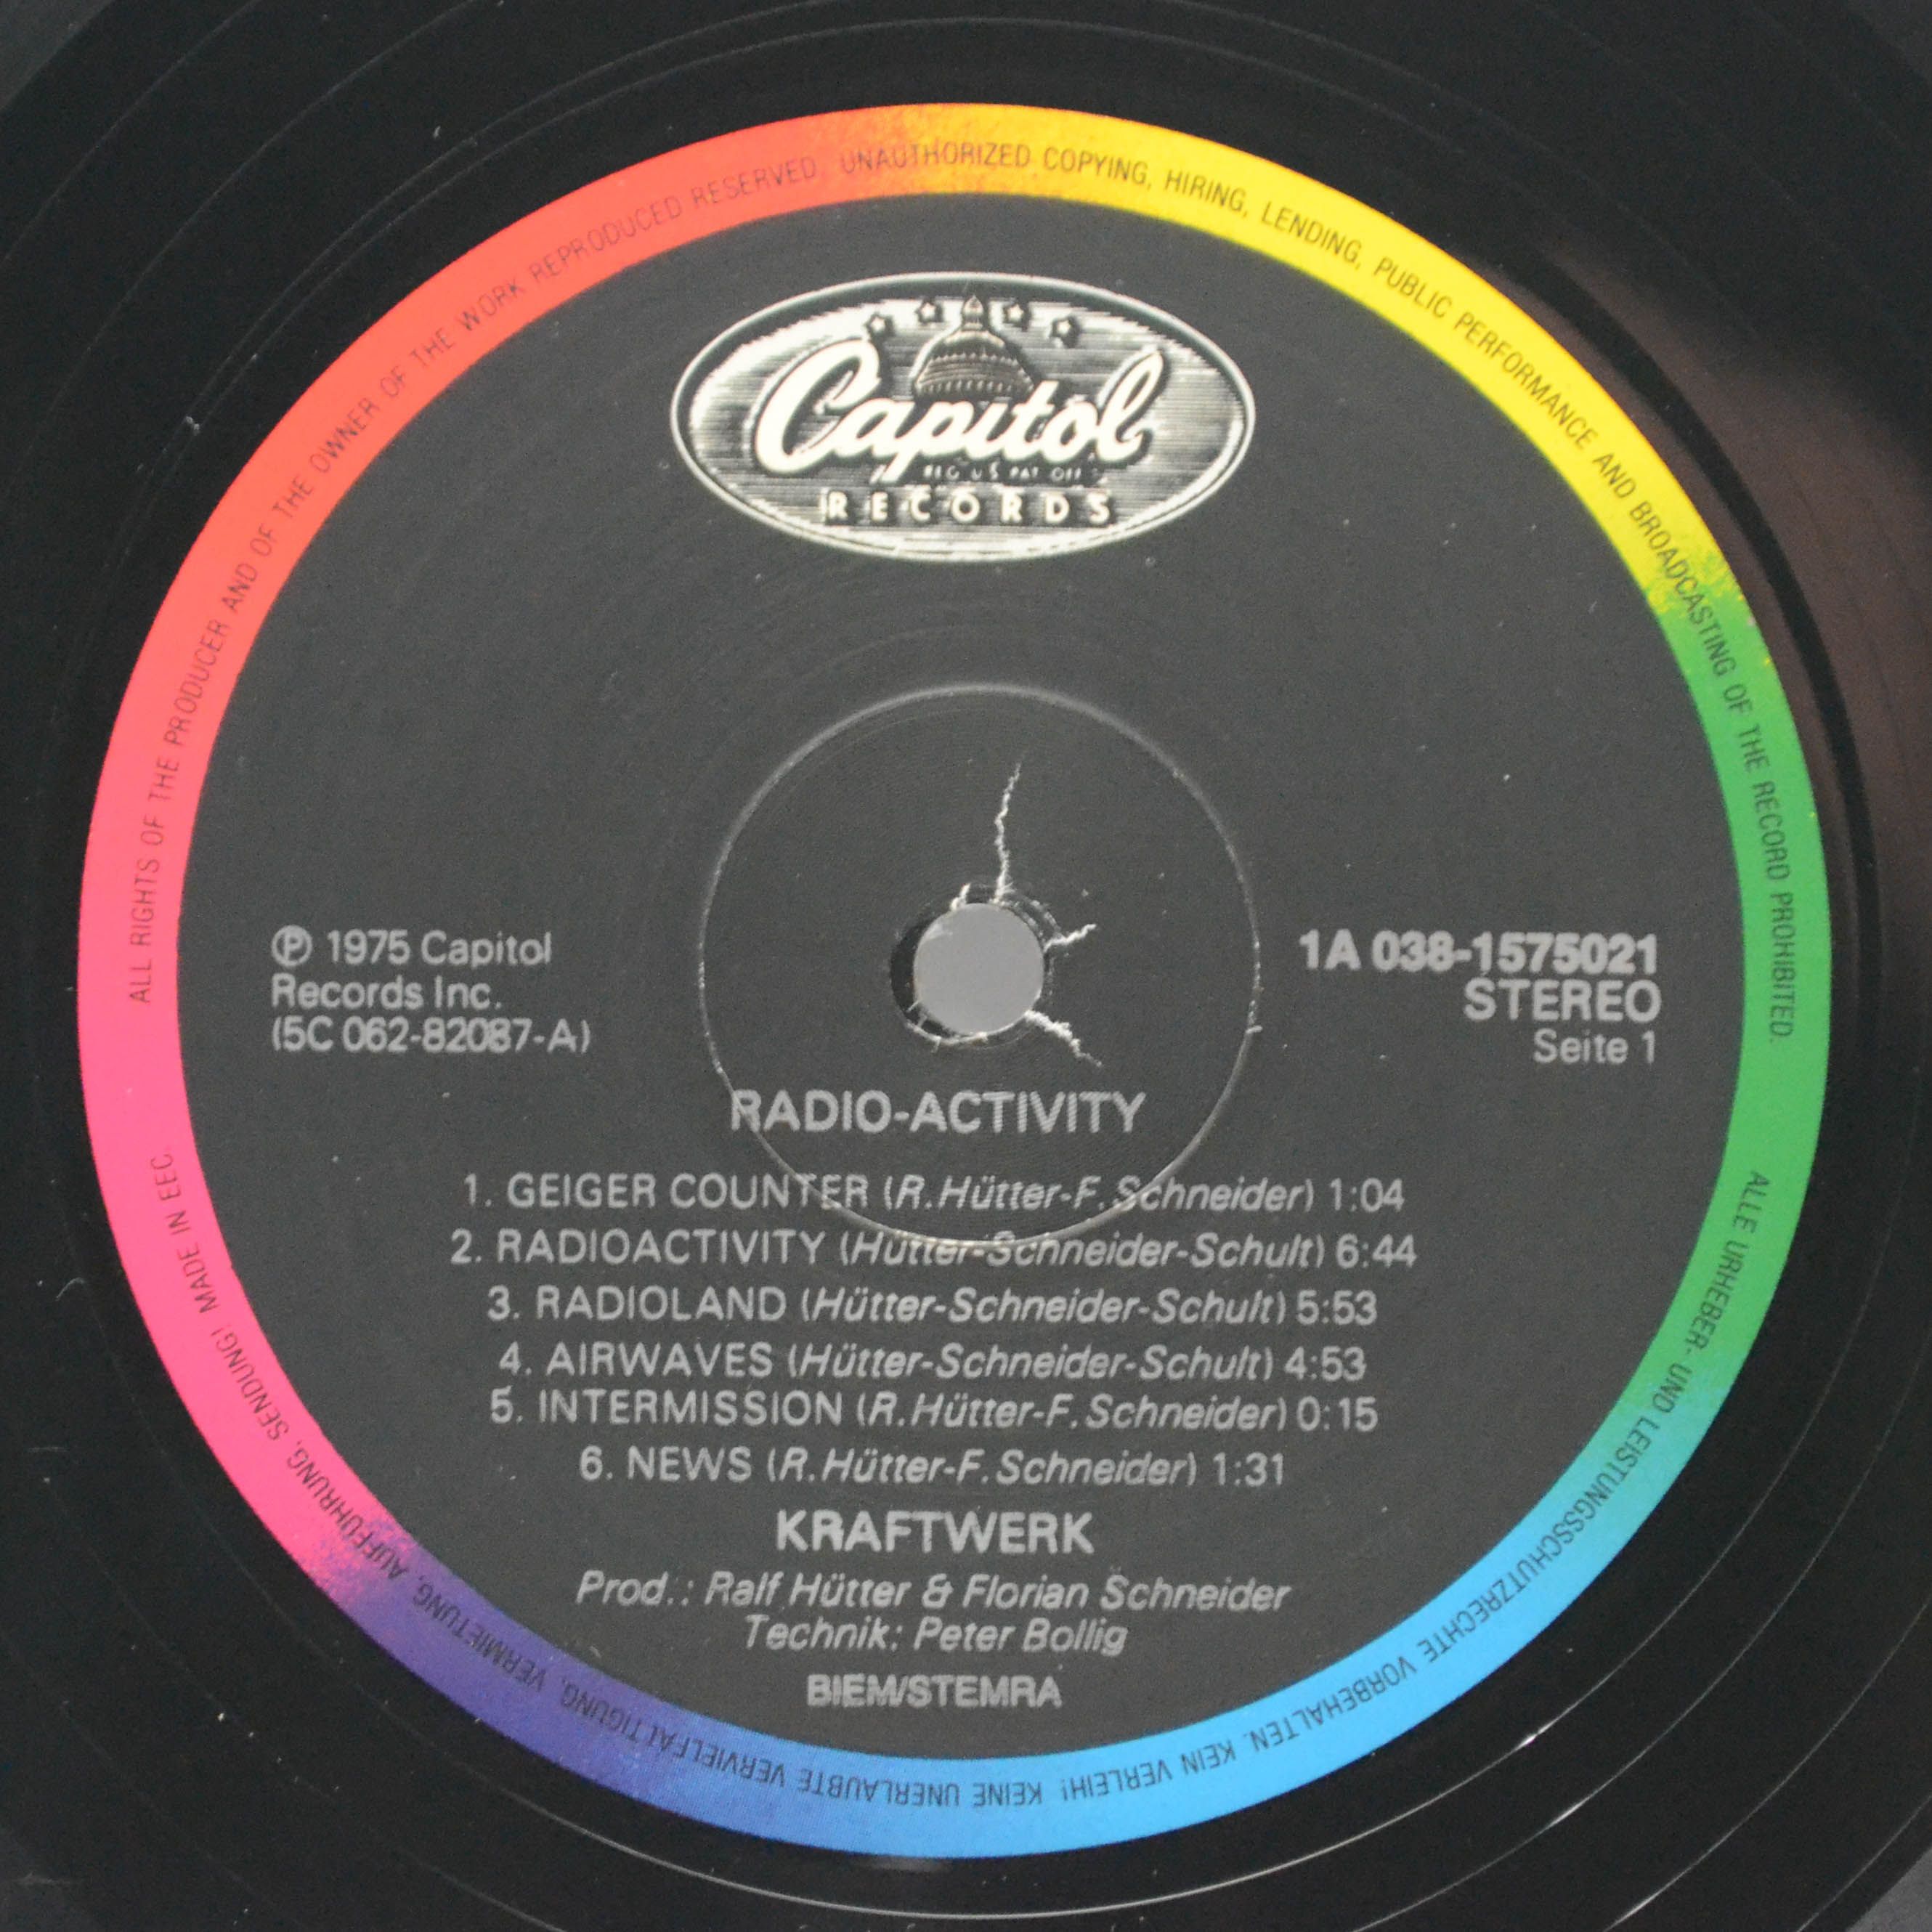 ALL RIGHTS OF THE PRODUCER AND OF THE OWNER OF THE WORK REPRODUCED RESERVED. UNAUTHORIZED COPYING, HIRING, LENDING, PUBLIC PERFORMANCE AND BROADCASTING OF THE RECORD PROHIBITED.
Capitol
REG US PAT OFF
RECORDS
℗ 1975 Capitol
Records Inc.
(5C 062-82087-A)
1A 038-1575021
STEREO
Seite 1
RADIO-ACTIVITY
1. GEIGER COUNTER (R.Hütter-F.Schneider) 1:04
2. RADIOACTIVITY (Hütter-Schneider-Schult) 6:44
3. RADIOLAND (Hütter-Schneider-Schult) 5:53
4. AIRWAVES (Hütter-Schneider-Schult) 4:53
5. INTERMISSION (R.Hütter-F.Schneider) 0:15
6. NEWS (R.Hütter-F.Schneider) 1:31
KRAFTWERK
Prod.: Ralf Hütter & Florian Schneider
Technik: Peter Bollig
BIEM/STEMRA
ALLE URHEBER- UND LEISTUNGSSCHUTZRECHTE VORBEHALTEN. KEIN VERLEIH! KEINE UNERLAUBTE VERVIELFÄLTIGUNG, VERMIETUNG, AUFFÜHRUNG, SENDUNG! MADE IN EEC.